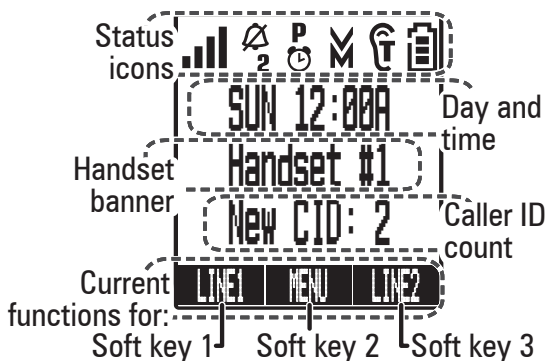 Status icons
2
P
M
T
SUN 12:00A
Day and time
Handset banner
Handset #1
New CID: 2
Caller ID count
Current functions for:
LINE1 MENU LINE2
Soft key 1 Soft key 2 Soft key 3